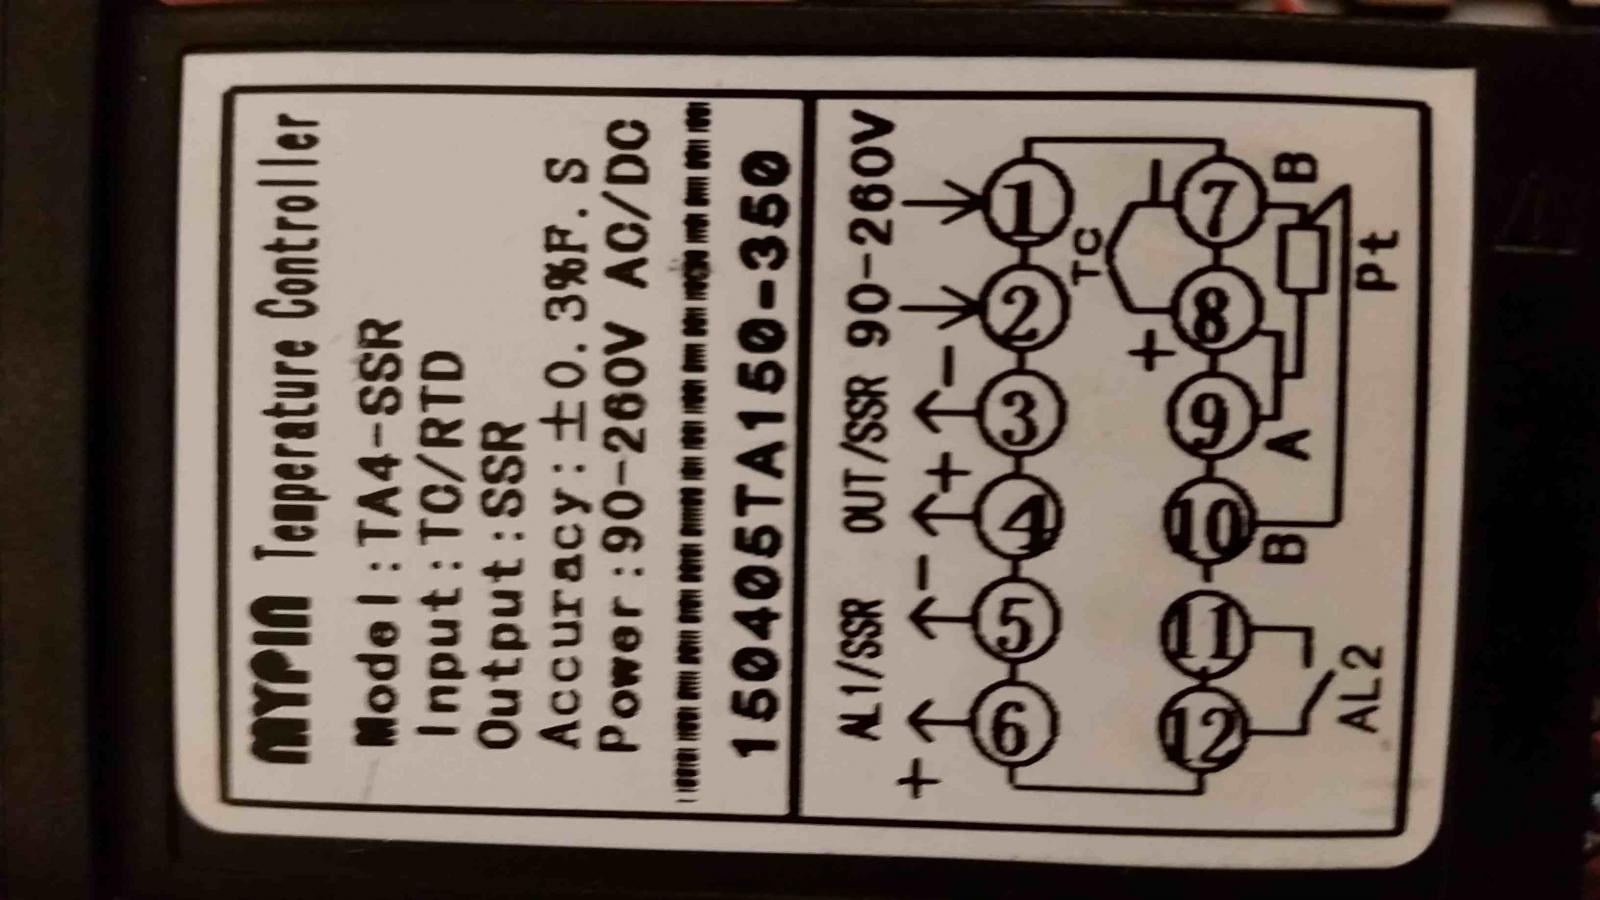 MYPIN Temperature Controller
Model:TA4-SSR
Input:TC/RTD
Output:SSR
Accuracy:±0.3%F.S
Power:90-260V AC/DC
150405TA150-350
AL1/SSR OUT/SSR 90-260V
+ - + -
6 5 4 3 2 1
TC
+ -
12 11 10 9 8 7
B A B
AL2 Pt